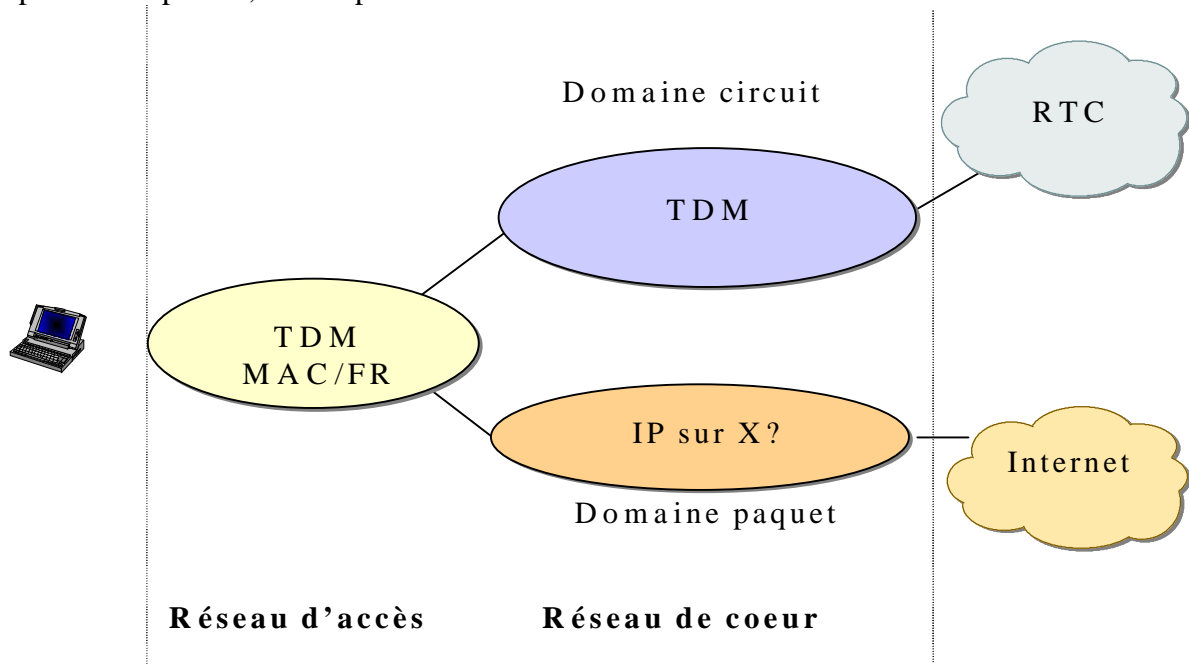 Domaine circuit
RTC
TDM
TDM
MAC/FR
IP sur X?
Internet
Domaine paquet
Réseau d’accès
Réseau de coeur